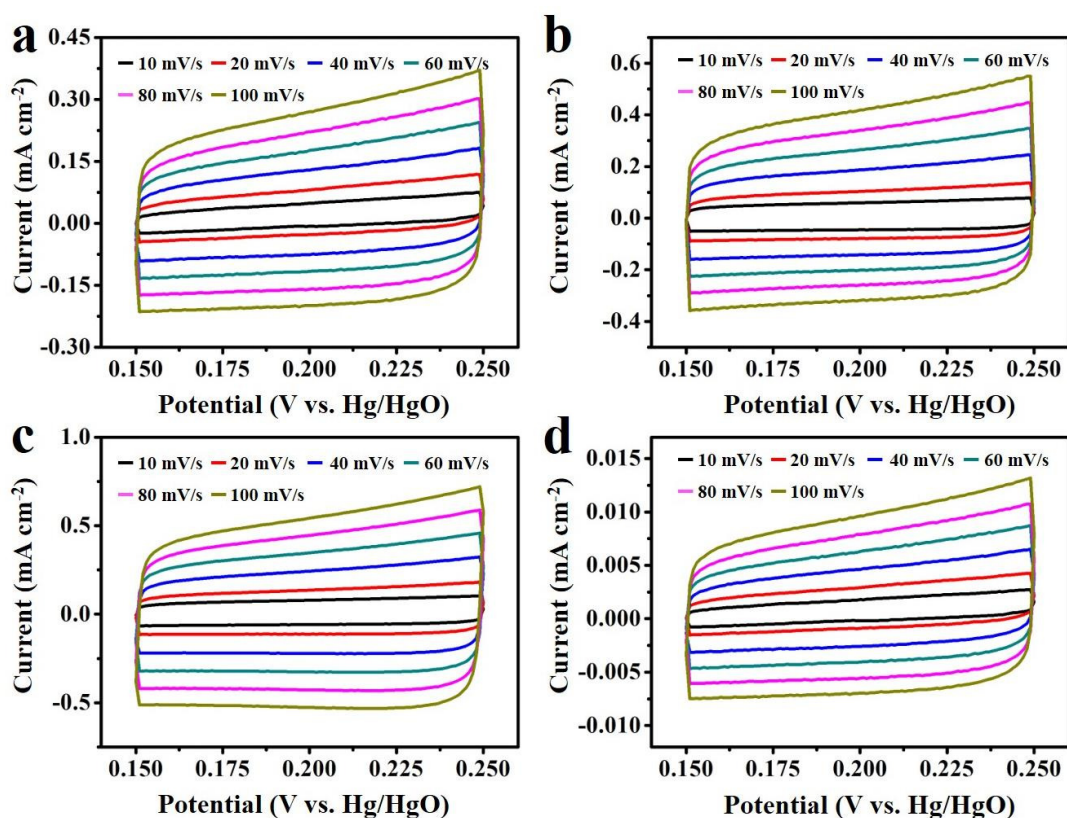 a
0.45
10 mV/s 20 mV/s 40 mV/s 60 mV/s
80 mV/s 100 mV/s
0.30
0.15
0.00
-0.15
-0.30
Current (mA cm-2)
0.150 0.175 0.200 0.225 0.250
Potential (V vs. Hg/HgO)
b
10 mV/s 20 mV/s 40 mV/s 60 mV/s
80 mV/s 100 mV/s
0.6
0.4
0.2
0.0
-0.2
-0.4
Current (mA cm-2)
0.150 0.175 0.200 0.225 0.250
Potential (V vs. Hg/HgO)
c
1.0
10 mV/s 20 mV/s 40 mV/s 60 mV/s
80 mV/s 100 mV/s
0.5
0.0
-0.5
Current (mA cm-2)
0.150 0.175 0.200 0.225 0.250
Potential (V vs. Hg/HgO)
d
10 mV/s 20 mV/s 40 mV/s 60 mV/s
80 mV/s 100 mV/s
0.015
0.010
0.005
0.000
-0.005
-0.010
Current (mA cm-2)
0.150 0.175 0.200 0.225 0.250
Potential (V vs. Hg/HgO)